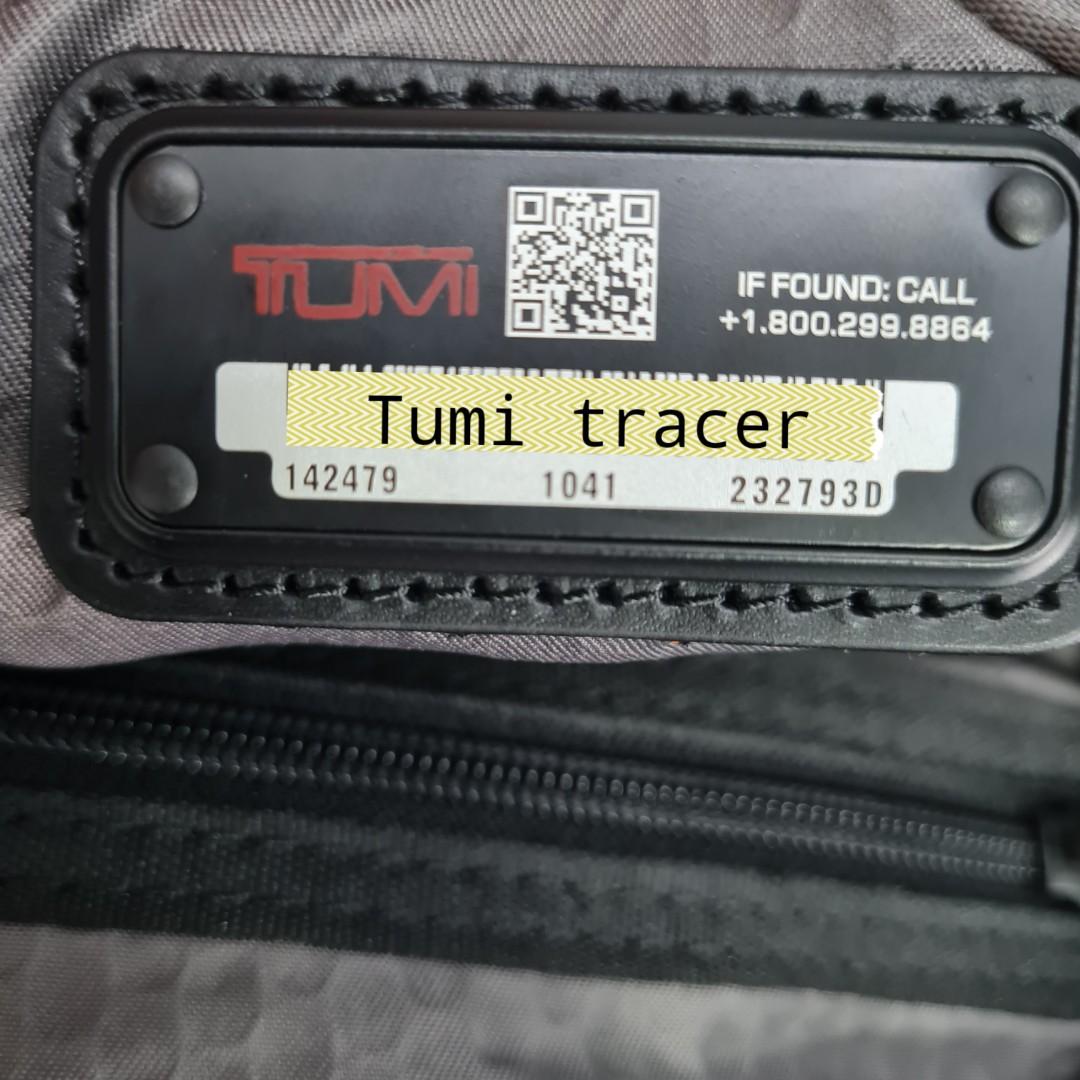 TUMI
IF FOUND: CALL
+1.800.299.8864
Tumi tracer
142479 1041 232793D